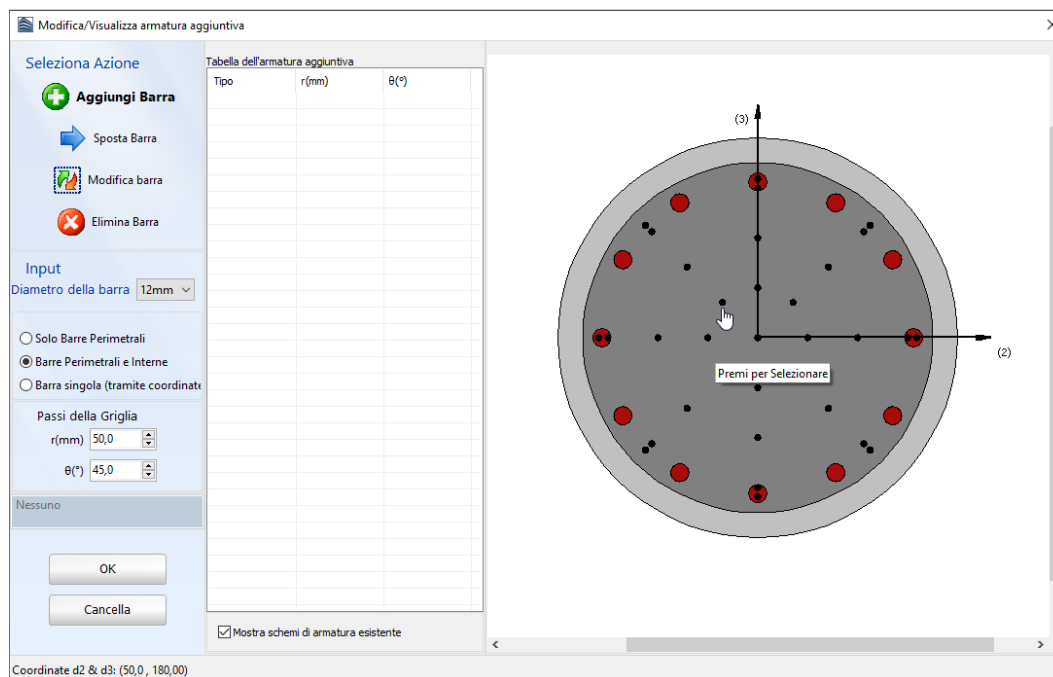 Modifica/Visualizza armatura aggiuntiva
Seleziona Azione
Aggiungi Barra
Sposta Barra
Modifica barra
Elimina Barra
Input
Diametro della barra 12mm
Solo Barre Perimetrali
Barre Perimetrali e Interne
Barra singola (tramite coordinate
Passi della Griglia
r(mm) 50,0
θ(°) 45,0
Nessuno
OK
Cancella
Tabella dell'armatura aggiuntiva
Tipo r(mm) θ(°)
Mostra schemi di armatura esistente
(3)
(2)
Premi per Selezionare
Coordinate d2 & d3: (50,0 , 180,00)